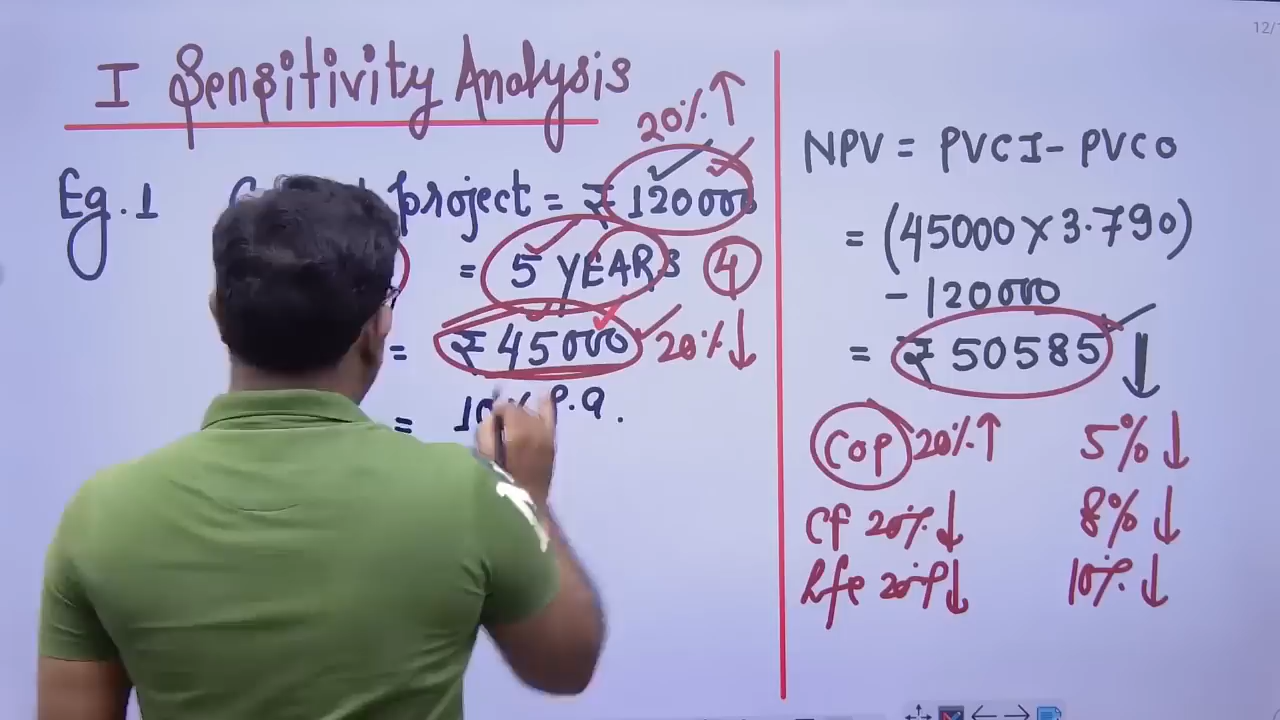 I Sensitivity Analysis
20% ↑
Eg. 1 project = ₹ 120000
= 5 YEARS 4
= ₹ 45000 20% ↓
= 10% P.a.
12/
NPV = PVCI - PVCO
= (45000 x 3.790)
- 120000
= ₹ 50585 ↓
Cop 20% ↑ 5% ↓
Cf 20% ↓ 8% ↓
life 20% ↓ 10% ↓